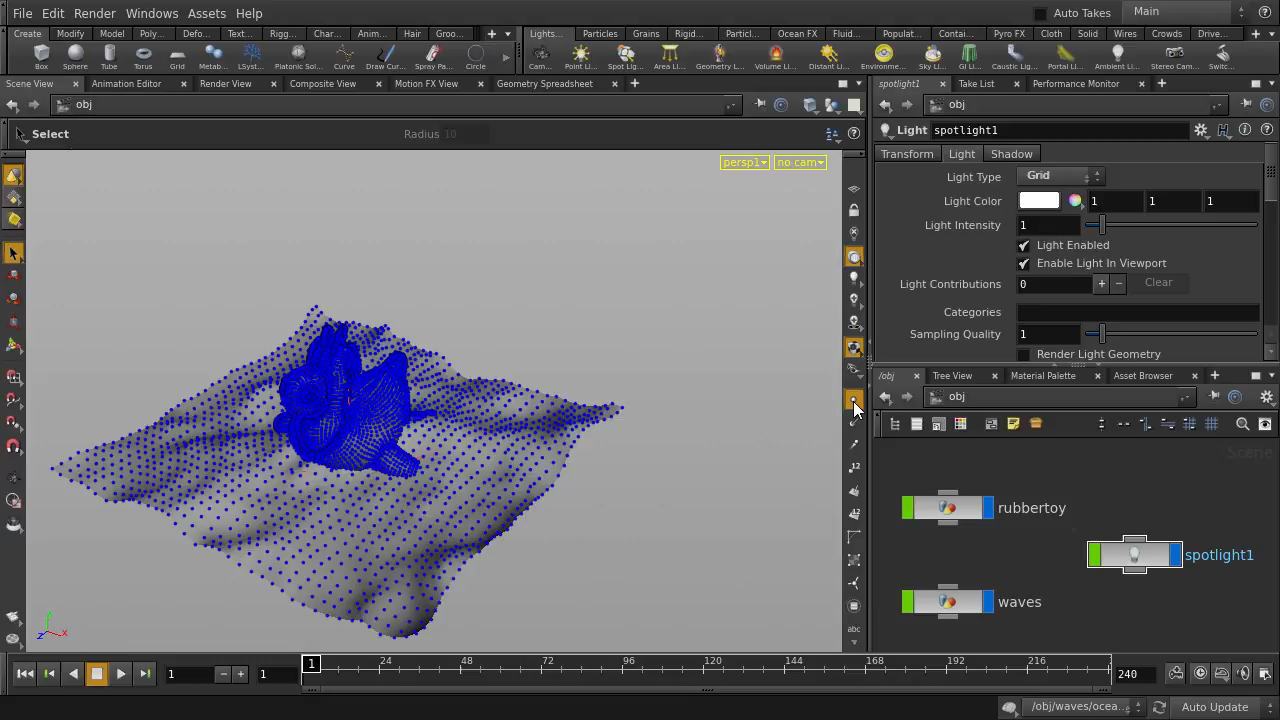 File Edit Render Windows Assets Help Auto Takes Main
Create Modify Model Poly... Defo... Text... Rigg... Char... Anim... Hair Groo... Lights... Particles Grains Rigid... Particl... Ocean FX Fluid... Populat... Contai... Pyro FX Cloth Solid Wires Crowds Drive...
Box Sphere Tube Torus Grid Metab... LSyst... Platonic Sol... Curve Draw Cur... Spray Pa... Circle Cam... Point Li... Spot Lig... Area Li... Geometry L... Volume Li... Distant Li... Environme... Sky Li... GI Li... Caustic Lig... Portal Li... Ambient Li... Stereo Cam... Switc...
Scene View Animation Editor Render View Composite View Motion FX View Geometry Spreadsheet spotlight1 Take List Performance Monitor
obj obj
Select Radius 10 Light spotlight1
Transform Light Shadow
persp1 no cam
Light Type Grid
Light Color 1 1 1
Light Intensity 1
Light Enabled
Enable Light In Viewport
Light Contributions 0 Clear
Categories
Sampling Quality 1
Render Light Geometry
/obj Tree View Material Palette Asset Browser
obj
Scene
12
12
abc
rubbertoy
spotlight1
waves
z x
1 1 1 24 48 72 96 120 144 168 192 216 240
/obj/waves/ocea... Auto Update